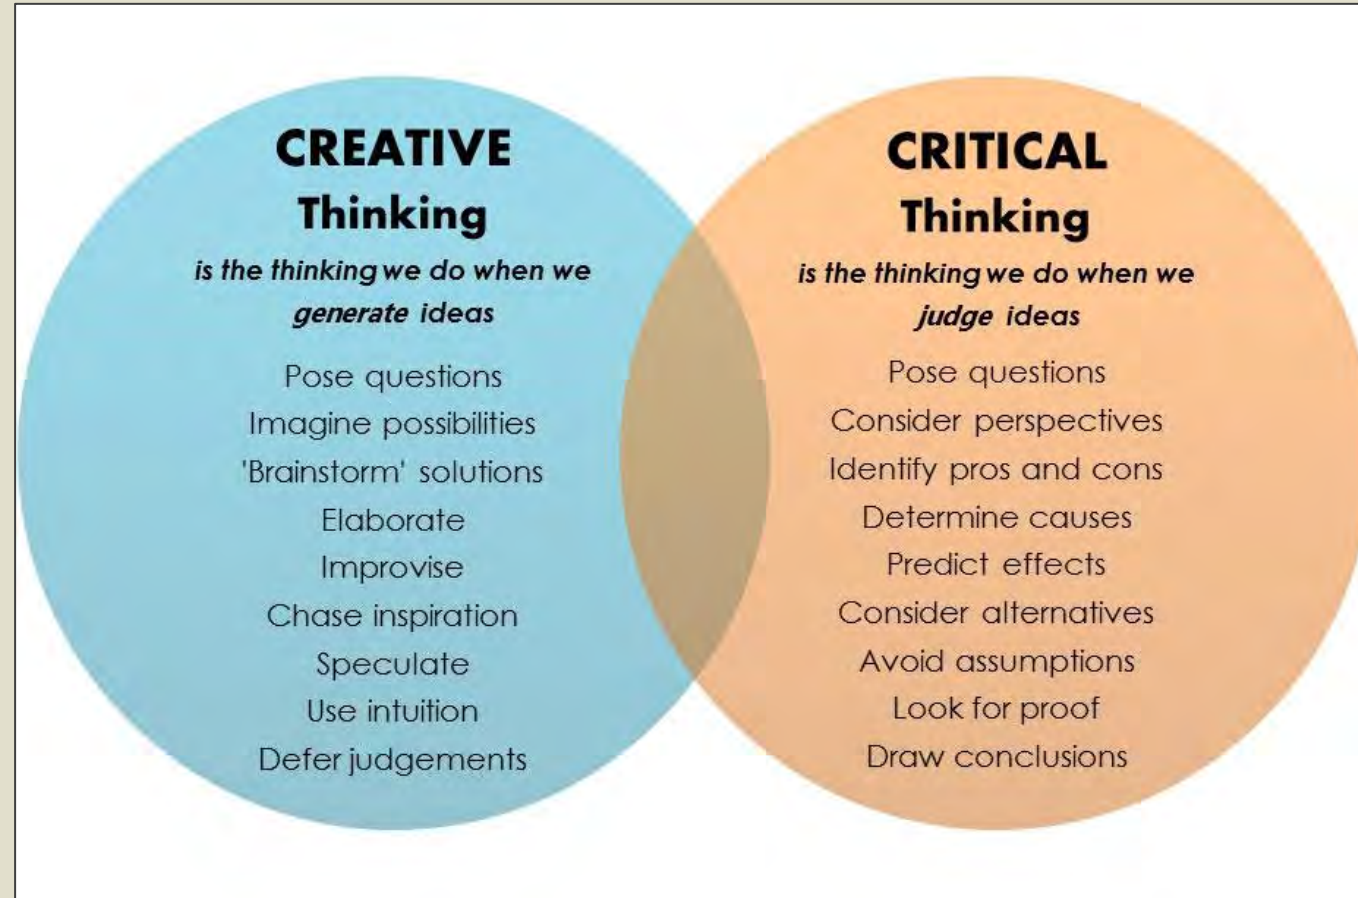 CREATIVE
Thinking
is the thinking we do when we
generate ideas
Pose questions
Imagine possibilities
'Brainstorm' solutions
Elaborate
Improvise
Chase inspiration
Speculate
Use intuition
Defer judgements
CRITICAL
Thinking
is the thinking we do when we
judge ideas
Pose questions
Consider perspectives
Identify pros and cons
Determine causes
Predict effects
Consider alternatives
Avoid assumptions
Look for proof
Draw conclusions